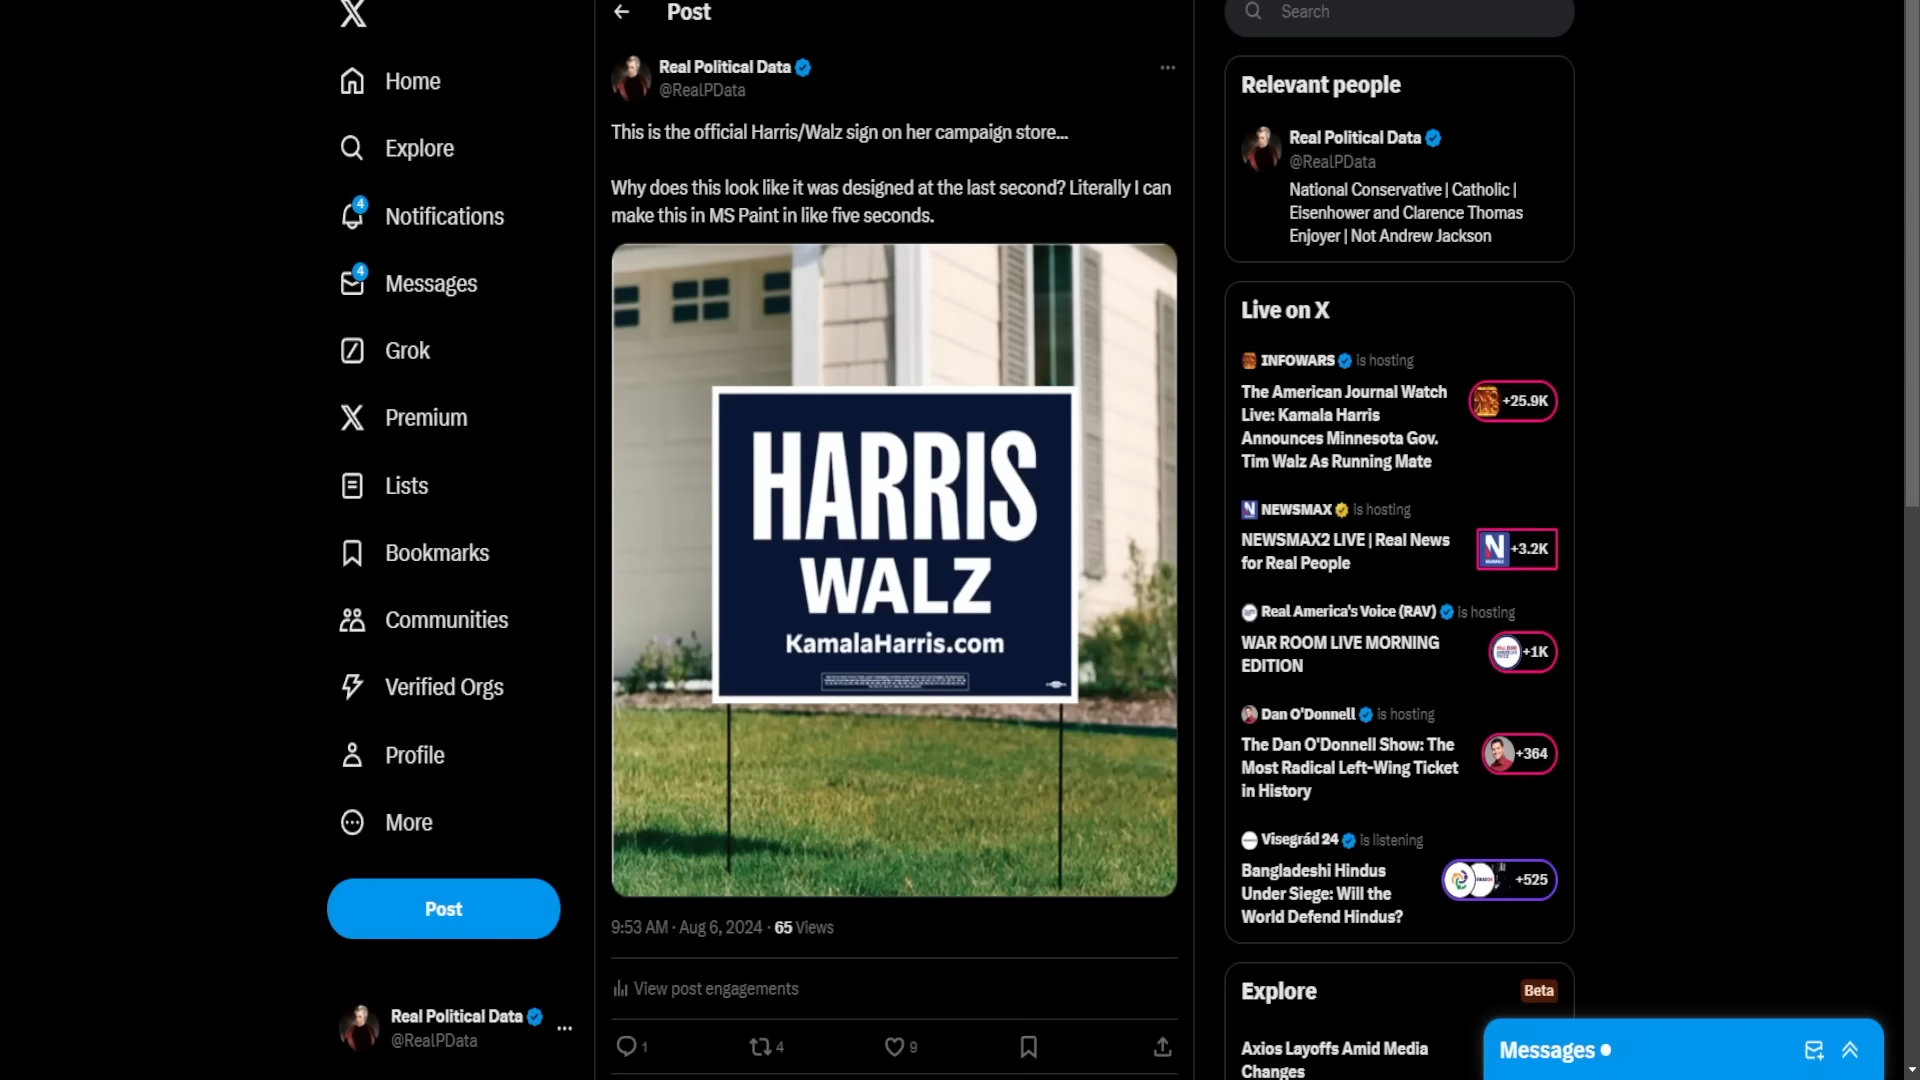 Home
Explore
4
Notifications
4
Messages
Grok
Premium
Lists
Bookmarks
Communities
Verified Orgs
Profile
More
Post
Real Political Data
@RealPData
Post
Real Political Data
@RealPData
This is the official Harris/Walz sign on her campaign store...
Why does this look like it was designed at the last second? Literally I can
make this in MS Paint in like five seconds.
HARRIS
WALZ
KamalaHarris.com
9:53 AM · Aug 6, 2024 · 65 Views
View post engagements
1 4 9
Search
Relevant people
Real Political Data
@RealPData
National Conservative | Catholic |
Eisenhower and Clarence Thomas
Enjoyer | Not Andrew Jackson
Live on X
INFOWARS is hosting
The American Journal Watch
Live: Kamala Harris
Announces Minnesota Gov.
Tim Walz As Running Mate
+25.9K
NEWSMAX is hosting
NEWSMAX2 LIVE | Real News
for Real People
+3.2K
Real America's Voice (RAV) is hosting
WAR ROOM LIVE MORNING
EDITION
+1K
Dan O'Donnell is hosting
The Dan O'Donnell Show: The
Most Radical Left-Wing Ticket
in History
+364
Visegrád 24 is listening
Bangladeshi Hindus
Under Siege: Will the
World Defend Hindus?
+525
Explore
Beta
Axios Layoffs Amid Media
Changes
Messages